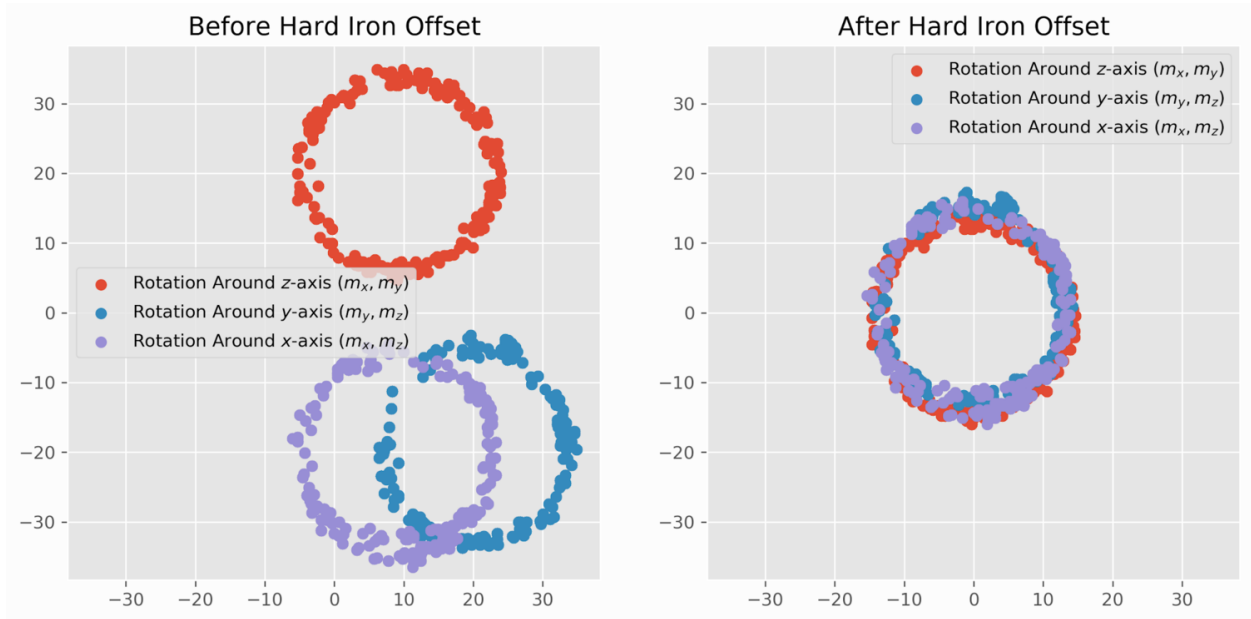 Before Hard Iron Offset
30
20
10
0
−10
−20
−30
Rotation Around z-axis (mx, my)
Rotation Around y-axis (my, mz)
Rotation Around x-axis (mx, mz)
−30 −20 −10 0 10 20 30
After Hard Iron Offset
Rotation Around z-axis (mx, my)
Rotation Around y-axis (my, mz)
Rotation Around x-axis (mx, mz)
30
20
10
0
−10
−20
−30
−30 −20 −10 0 10 20 30